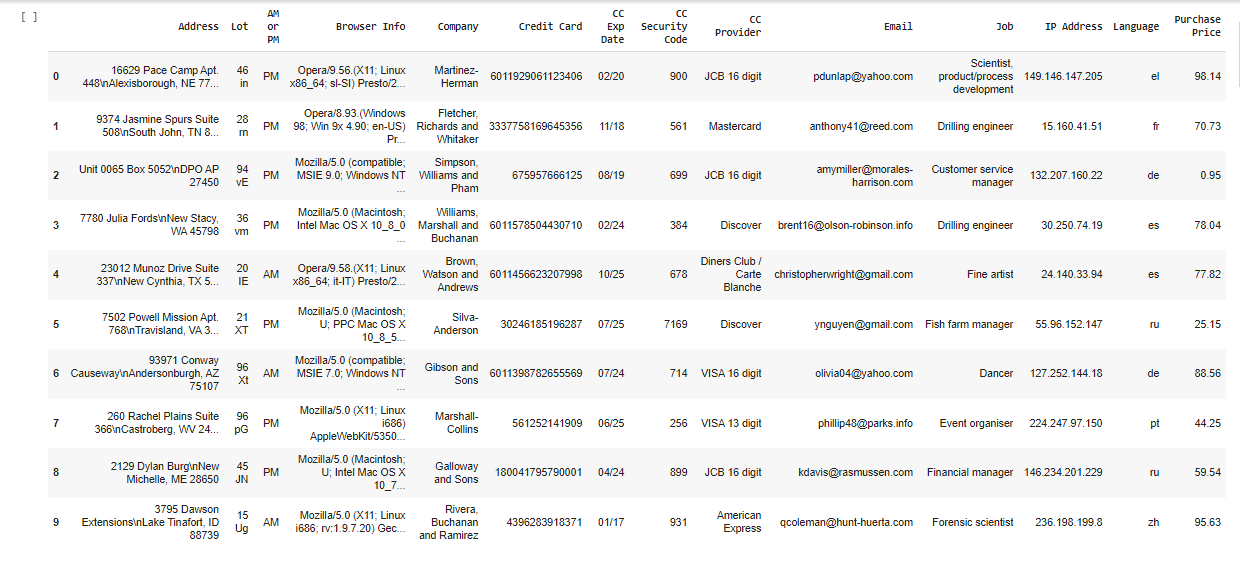 [ ]
Address Lot AM or PM Browser Info Company Credit Card CC Exp Date CC Security Code CC Provider Email Job IP Address Language Purchase Price
0 16629 Pace Camp Apt. 448\nAlexisborough, NE 77... 46 in PM Opera/9.56.(X11; Linux x86_64; sl-SI) Presto/2... Martinez-Herman 6011929061123406 02/20 900 JCB 16 digit pdunlap@yahoo.com Scientist, product/process development 149.146.147.205 el 98.14
1 9374 Jasmine Spurs Suite 508\nSouth John, TN 8... 28 rn PM Opera/8.93.(Windows 98; Win 9x 4.90; en-US) Pr... Fletcher, Richards and Whitaker 3337758169645356 11/18 561 Mastercard anthony41@reed.com Drilling engineer 15.160.41.51 fr 70.73
2 Unit 0065 Box 5052\nDPO AP 27450 94 vE PM Mozilla/5.0 (compatible; MSIE 9.0; Windows NT ... Simpson, Williams and Pham 675957666125 08/19 699 JCB 16 digit amymiller@morales-harrison.com Customer service manager 132.207.160.22 de 0.95
3 7780 Julia Fords\nNew Stacy, WA 45798 36 vm PM Mozilla/5.0 (Macintosh; Intel Mac OS X 10_8_0 ... Williams, Marshall and Buchanan 6011578504430710 02/24 384 Discover brent16@olson-robinson.info Drilling engineer 30.250.74.19 es 78.04
4 23012 Munoz Drive Suite 337\nNew Cynthia, TX 5... 20 IE AM Opera/9.58.(X11; Linux x86_64; it-IT) Presto/2... Brown, Watson and Andrews 6011456623207998 10/25 678 Diners Club / Carte Blanche christopherwright@gmail.com Fine artist 24.140.33.94 es 77.82
5 7502 Powell Mission Apt. 768\nTravisland, VA 3... 21 XT PM Mozilla/5.0 (Macintosh; U; PPC Mac OS X 10_8_5... Silva-Anderson 30246185196287 07/25 7169 Discover ynguyen@gmail.com Fish farm manager 55.96.152.147 ru 25.15
6 93971 Conway Causeway\nAndersonburgh, AZ 75107 96 Xt AM Mozilla/5.0 (compatible; MSIE 7.0; Windows NT ... Gibson and Sons 6011398782655569 07/24 714 VISA 16 digit olivia04@yahoo.com Dancer 127.252.144.18 de 88.56
7 260 Rachel Plains Suite 366\nCastroberg, WV 24... 96 pG PM Mozilla/5.0 (X11; Linux i686) AppleWebKit/5350... Marshall-Collins 561252141909 06/25 256 VISA 13 digit phillip48@parks.info Event organiser 224.247.97.150 pt 44.25
8 2129 Dylan Burg\nNew Michelle, ME 28650 45 JN PM Mozilla/5.0 (Macintosh; U; Intel Mac OS X 10_7... Galloway and Sons 180041795790001 04/24 899 JCB 16 digit kdavis@rasmussen.com Financial manager 146.234.201.229 ru 59.54
9 3795 Dawson Extensions\nLake Tinafort, ID 88739 15 Ug AM Mozilla/5.0 (X11; Linux i686; rv:1.9.7.20) Gec... Rivera, Buchanan and Ramirez 4396283918371 01/17 931 American Express qcoleman@hunt-huerta.com Forensic scientist 236.198.199.8 zh 95.63